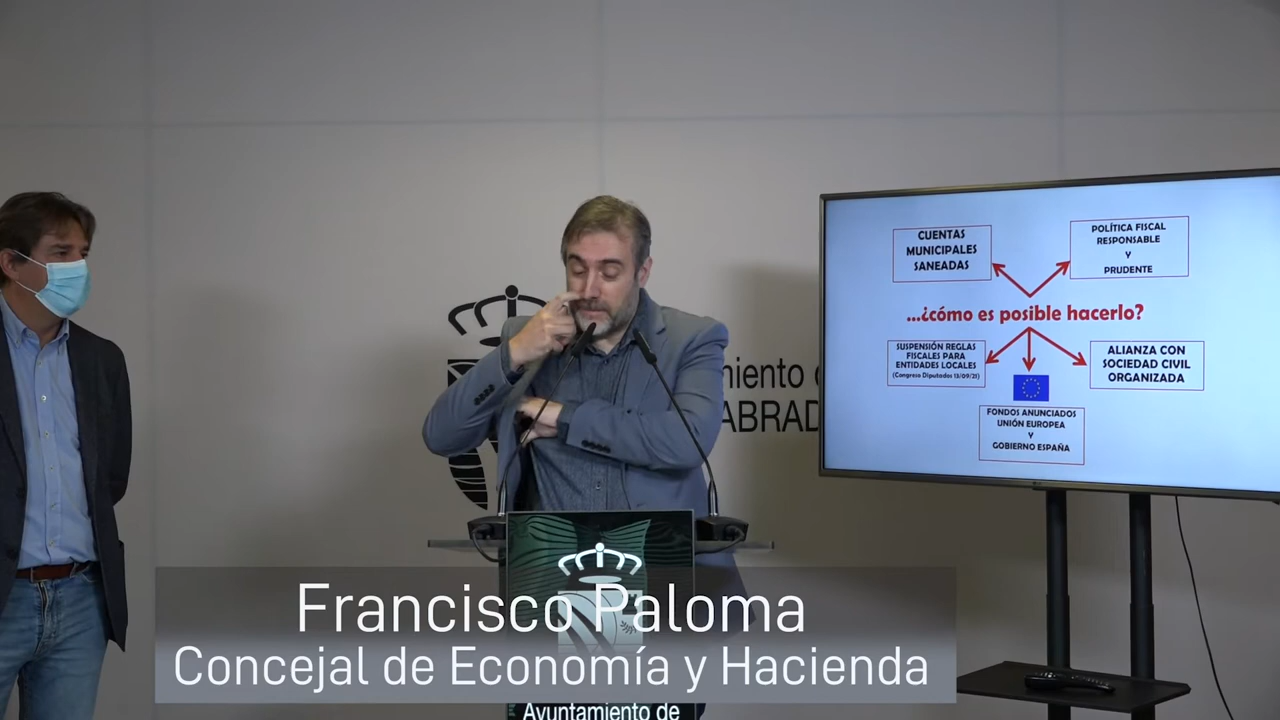 CUENTAS
MUNICIPALES
SANEADAS
POLÍTICA FISCAL
RESPONSABLE
Y
PRUDENTE
...¿cómo es posible hacerlo?
SUSPENSIÓN REGLAS
FISCALES PARA
ENTIDADES LOCALES
(Congreso Diputados 13/09/21)
ALIANZA CON
SOCIEDAD CIVIL
ORGANIZADA
FONDOS ANUNCIADOS
UNIÓN EUROPEA
Y
GOBIERNO ESPAÑA
miento
ABRAD
Francisco Paloma
Concejal de Economía y Hacienda
Ayuntamiento de